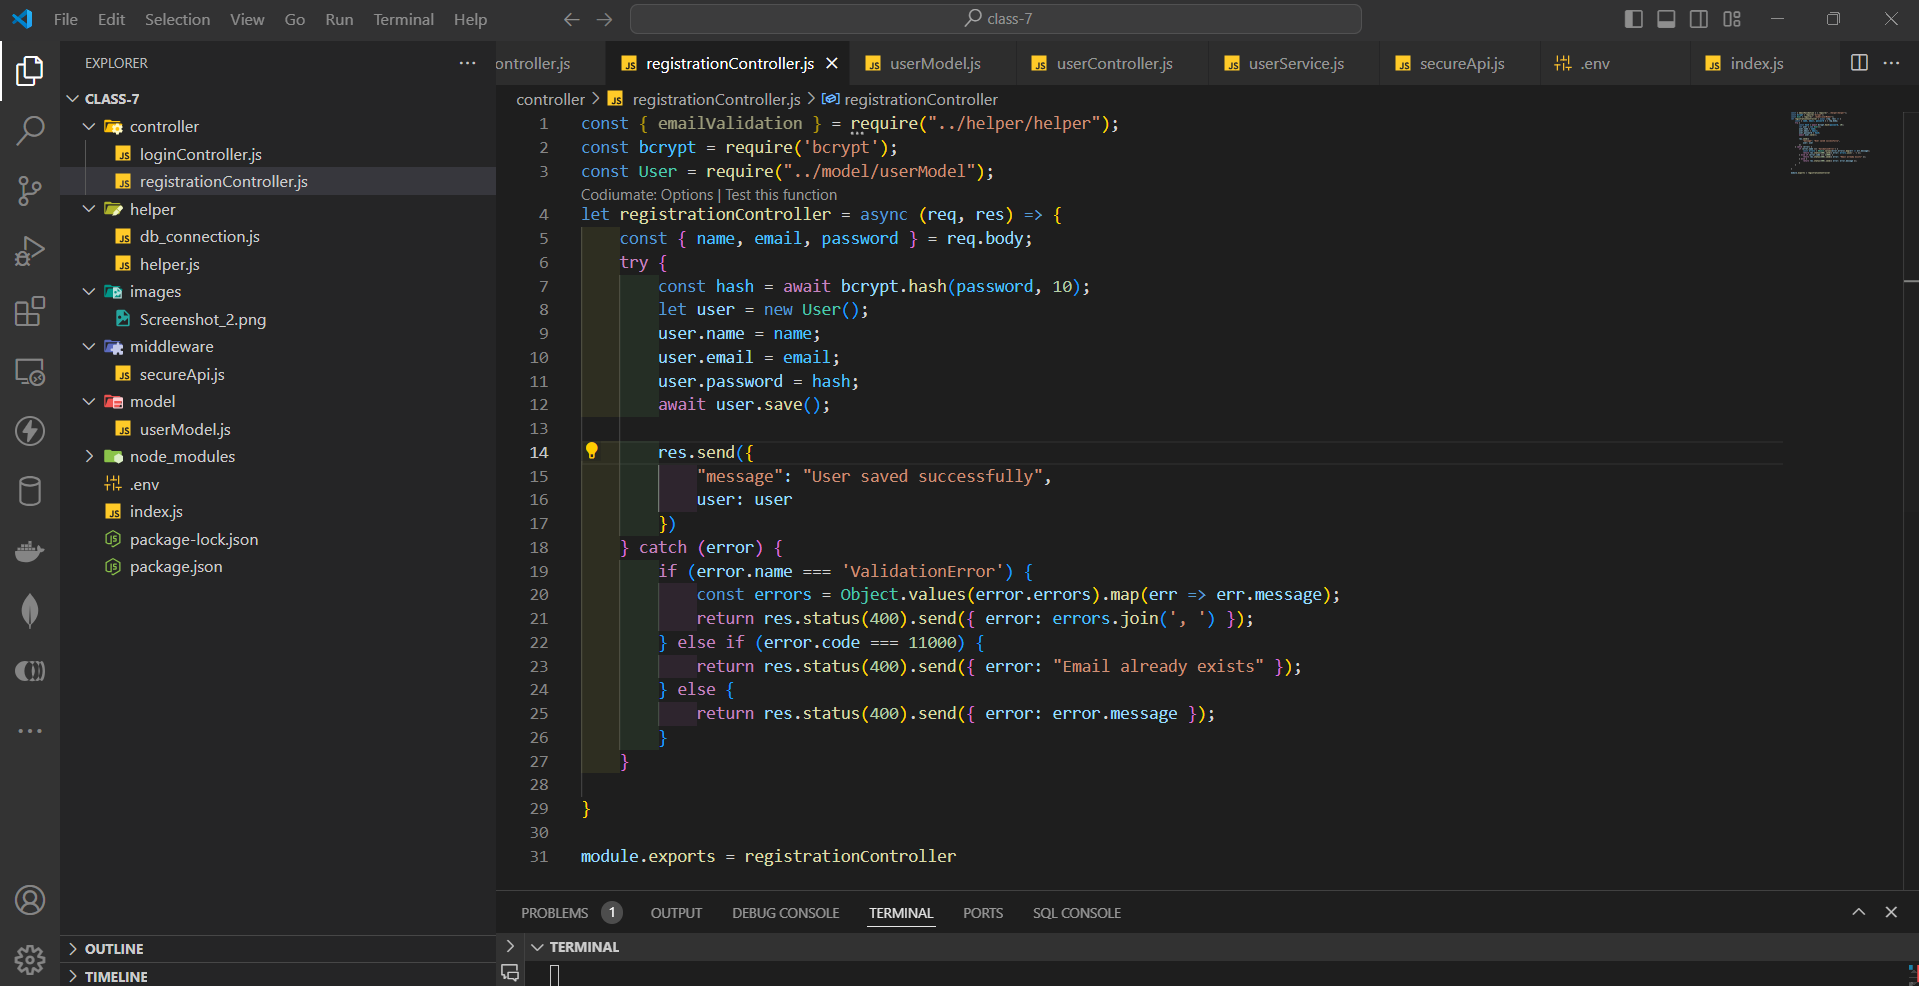 File Edit Selection View Go Run Terminal Help
class-7
EXPLORER
CLASS-7
controller
loginController.js
registrationController.js
helper
db_connection.js
helper.js
images
Screenshot_2.png
middleware
secureApi.js
model
userModel.js
node_modules
.env
index.js
package-lock.json
package.json
OUTLINE
TIMELINE
ontroller.js registrationController.js userModel.js userController.js userService.js secureApi.js .env index.js
controller > registrationController.js > registrationController
1 const { emailValidation } = require("../helper/helper");
2 const bcrypt = require('bcrypt');
3 const User = require("../model/userModel");
Codiumate: Options | Test this function
4 let registrationController = async (req, res) => {
5 const { name, email, password } = req.body;
6 try {
7 const hash = await bcrypt.hash(password, 10);
8 let user = new User();
9 user.name = name;
10 user.email = email;
11 user.password = hash;
12 await user.save();
13
14 res.send({
15 "message": "User saved successfully",
16 user: user
17 })
18 } catch (error) {
19 if (error.name === 'ValidationError') {
20 const errors = Object.values(error.errors).map(err => err.message);
21 return res.status(400).send({ error: errors.join(', ') });
22 } else if (error.code === 11000) {
23 return res.status(400).send({ error: "Email already exists" });
24 } else {
25 return res.status(400).send({ error: error.message });
26 }
27 }
28
29 }
30
31 module.exports = registrationController
PROBLEMS 1 OUTPUT DEBUG CONSOLE TERMINAL PORTS SQL CONSOLE
TERMINAL